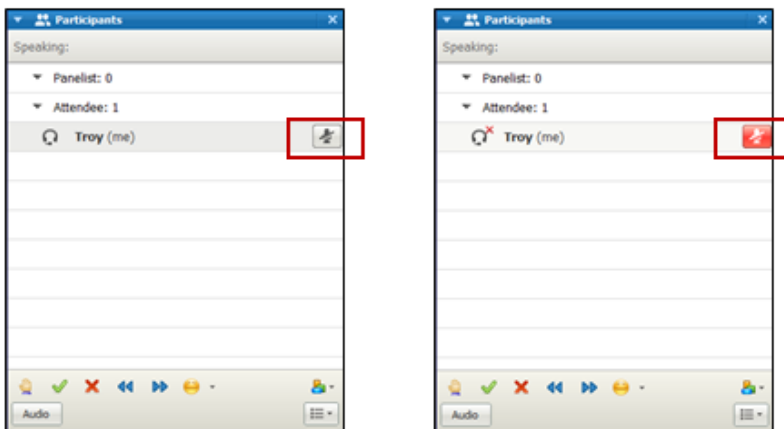 Participants
Speaking:
Panelist: 0
Attendee: 1
Troy (me)
Audio
Participants
Speaking:
Panelist: 0
Attendee: 1
Troy (me)
Audio